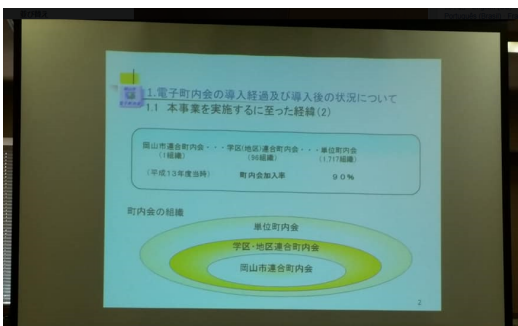 1.電子町内会の導入経過及び導入後の状況について
1.1 本事業を実施するに至った経緯(2)
岡山市連合町内会・・・学区(地区)連合町内会・・・単位町内会
(1組織) (96組織) (1,717組織)
(平成13年度当時) 町内会加入率 90%
町内会の組織
単位町内会
学区・地区連合町内会
岡山市連合町内会
2